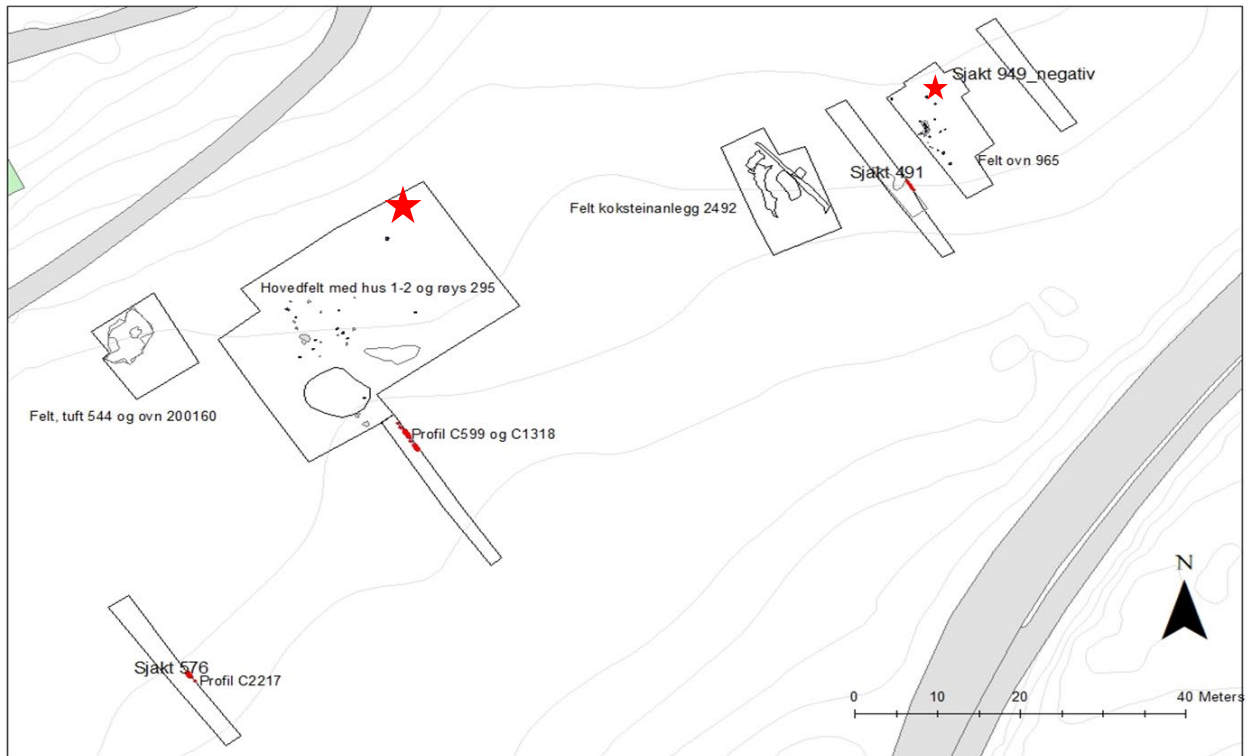 Sjakt 949_negativ
Felt ovn 965
Sjakt 491
Felt koksteinanlegg 2492
Hovedfelt med hus 1-2 og røys 295
Felt, tuft 544 og ovn 200160
Profil C599 og C1318
N
Sjakt 576
Profil C2217
0 10 20 40 Meters